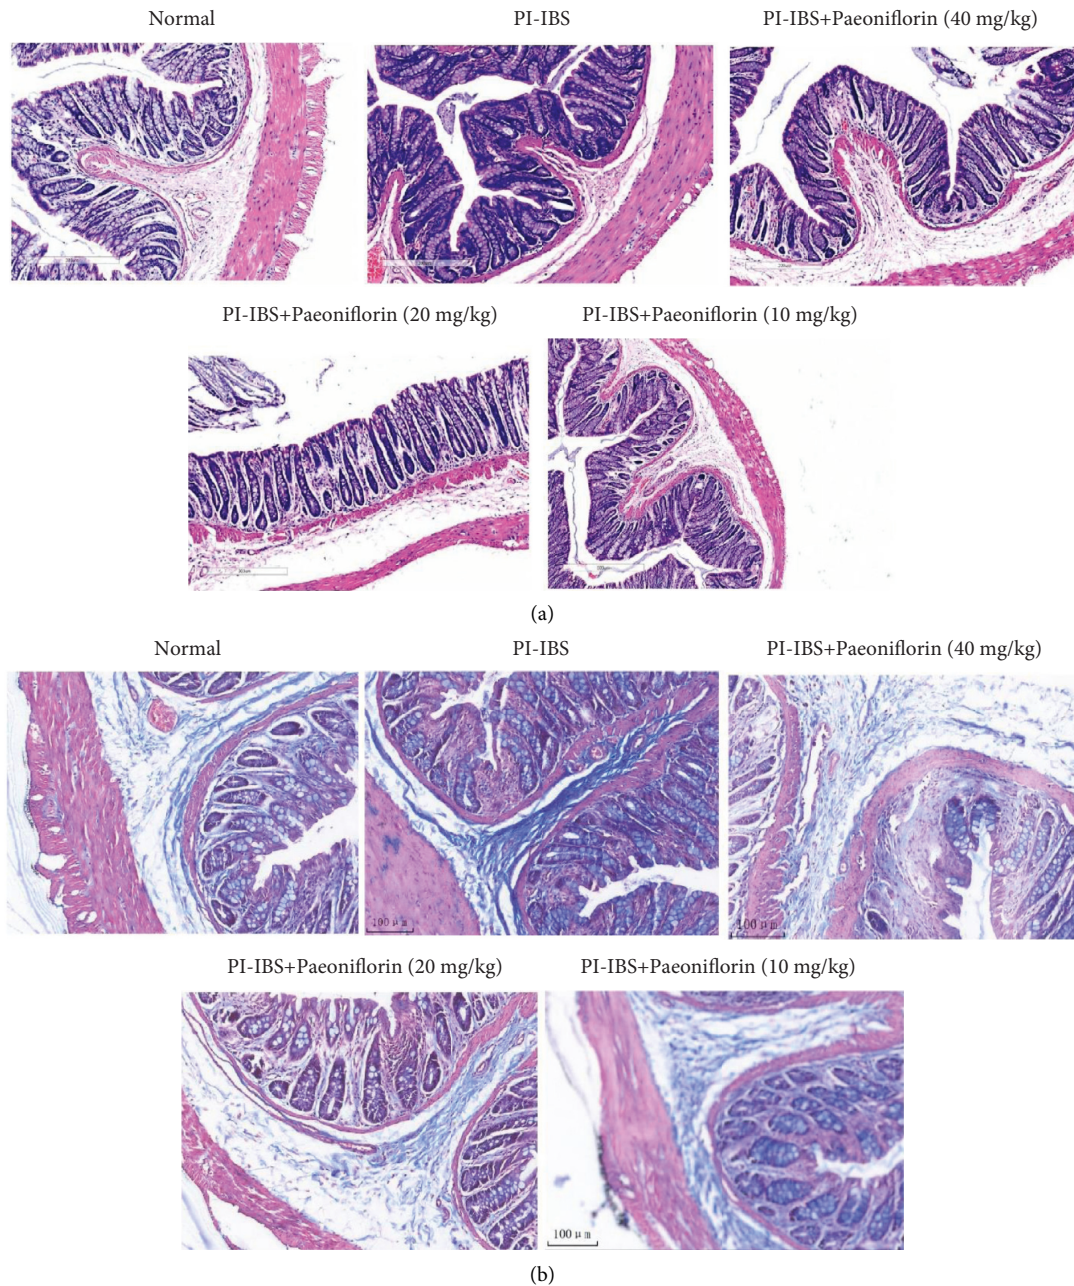 Normal
PI-IBS
PI-IBS+Paeoniflorin (40 mg/kg)
PI-IBS+Paeoniflorin (20 mg/kg)
PI-IBS+Paeoniflorin (10 mg/kg)
(a)
Normal
PI-IBS
PI-IBS+Paeoniflorin (40 mg/kg)
100 μm
100 μm
PI-IBS+Paeoniflorin (20 mg/kg)
PI-IBS+Paeoniflorin (10 mg/kg)
100 μm
(b)